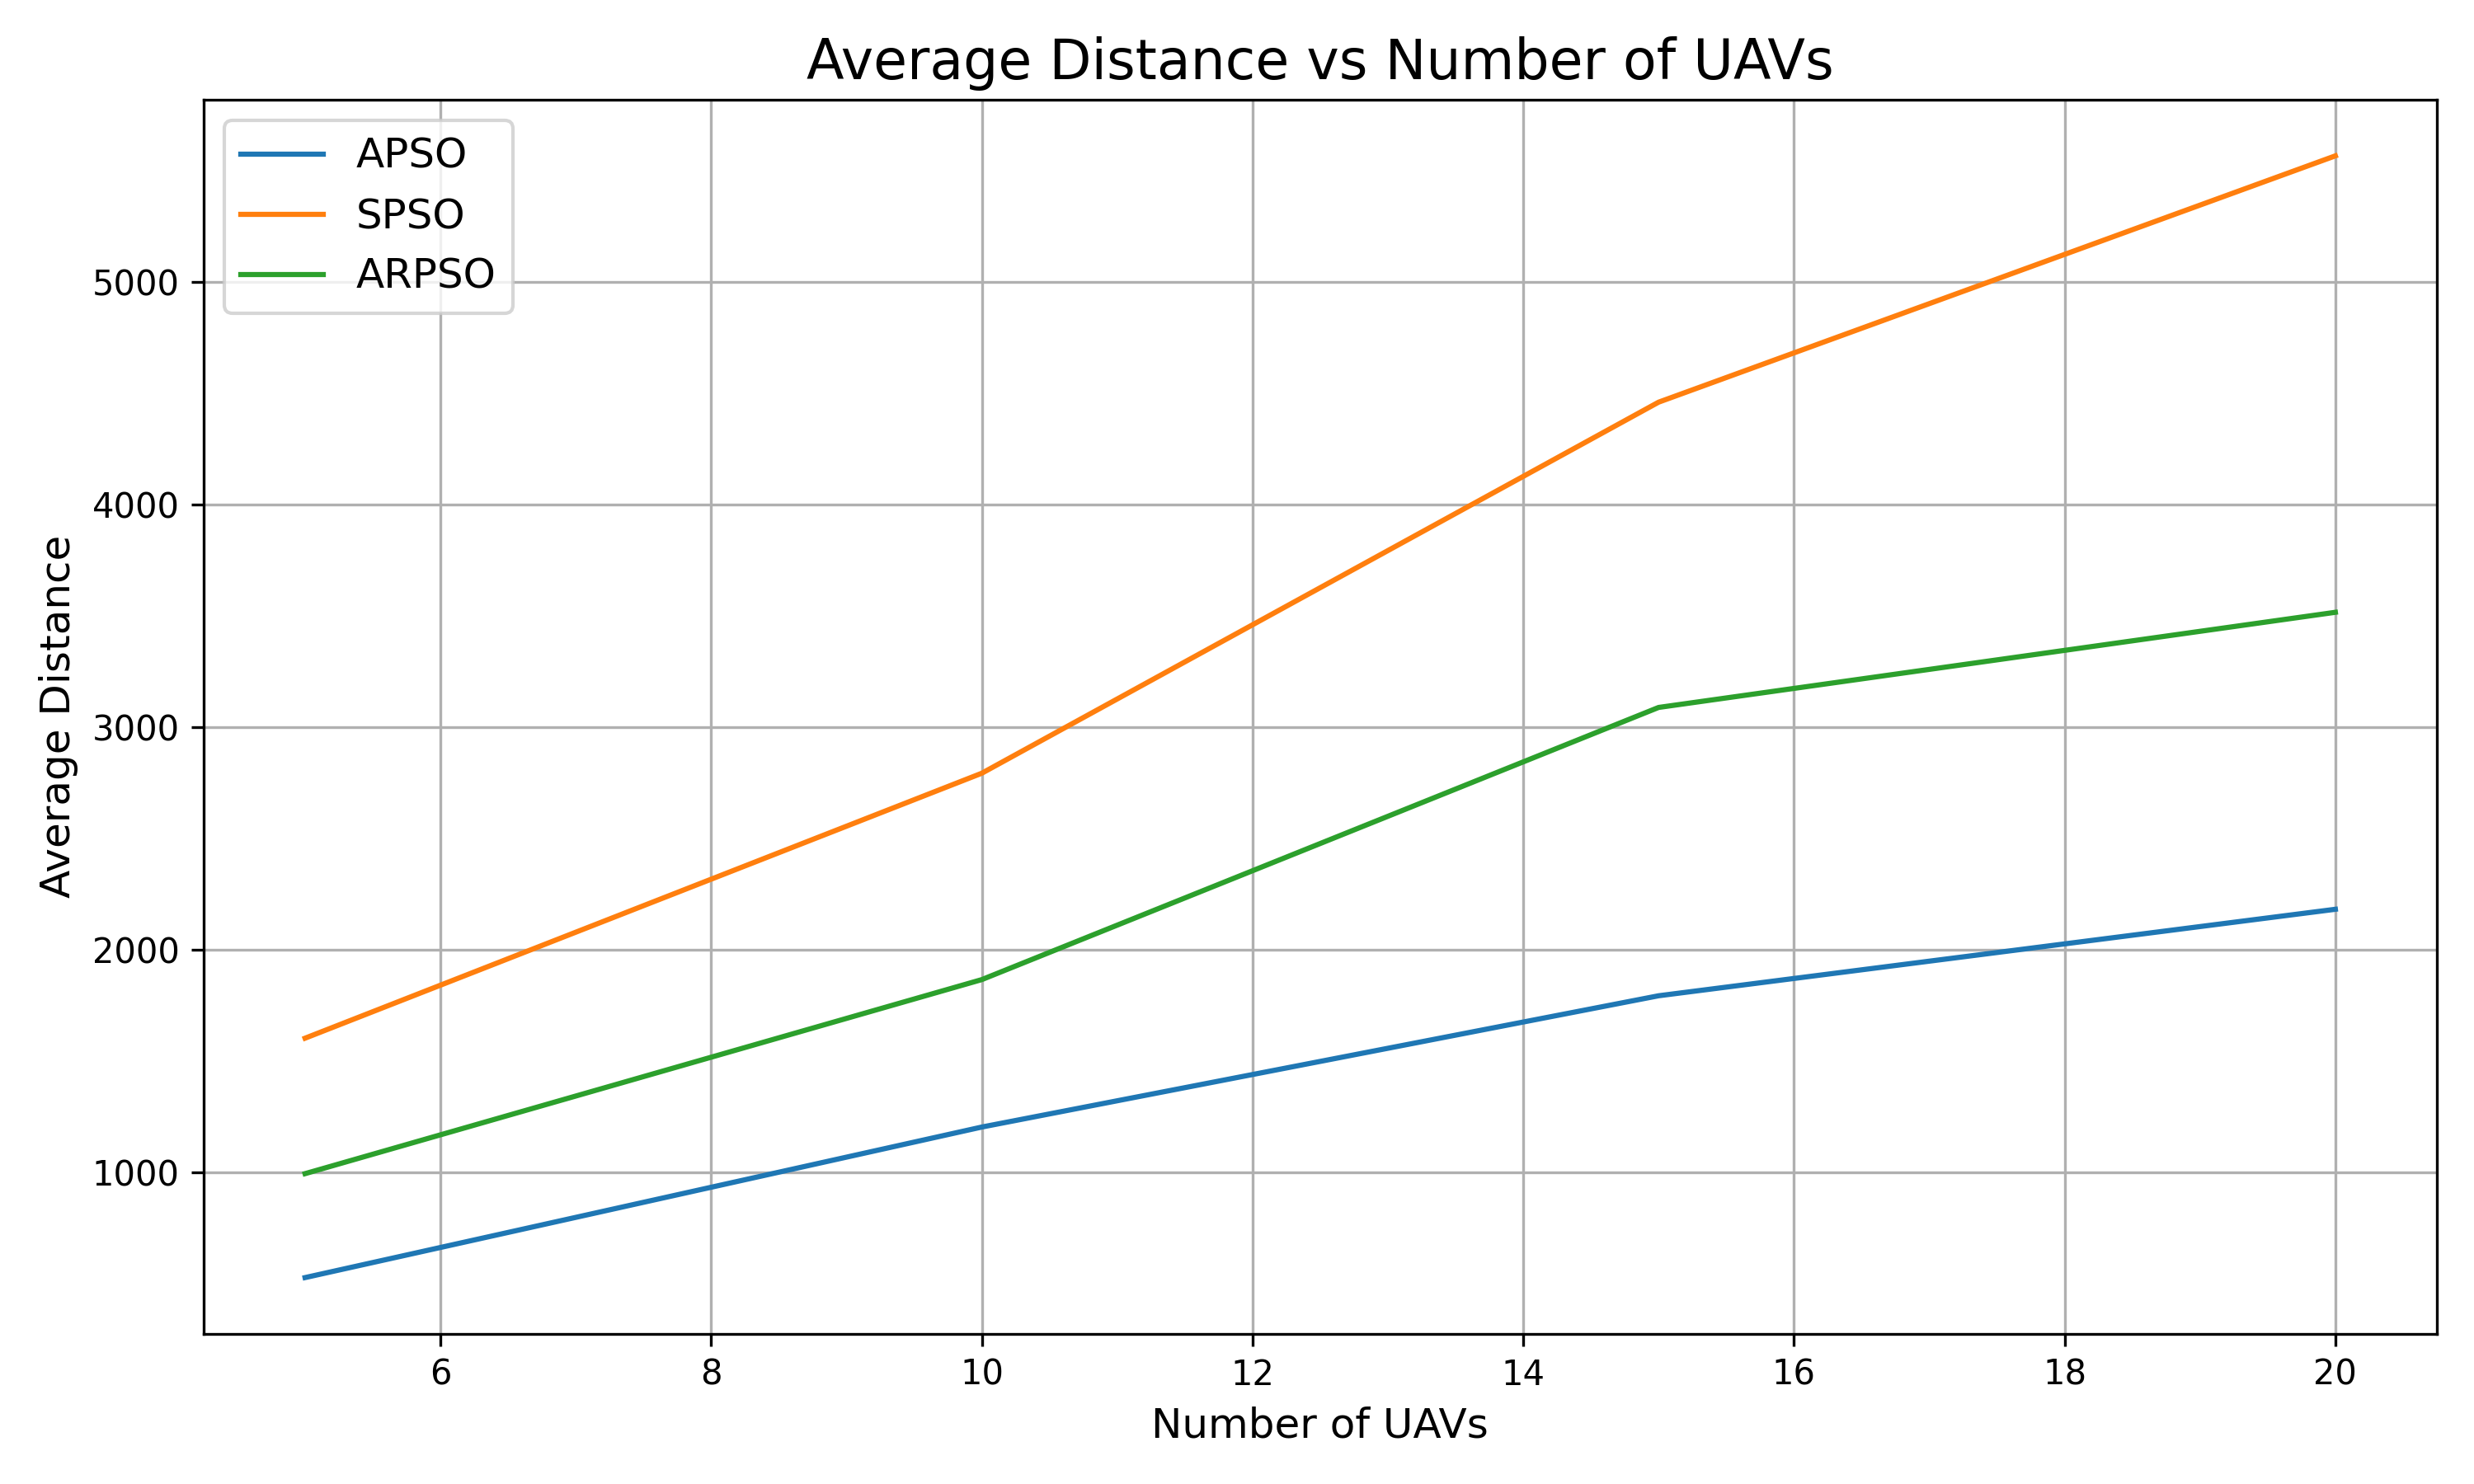 Average Distance vs Number of UAVs
APSO
SPSO
ARPSO
5000
4000
3000
2000
1000
Average Distance
6 8 10 12 14 16 18 20
Number of UAVs